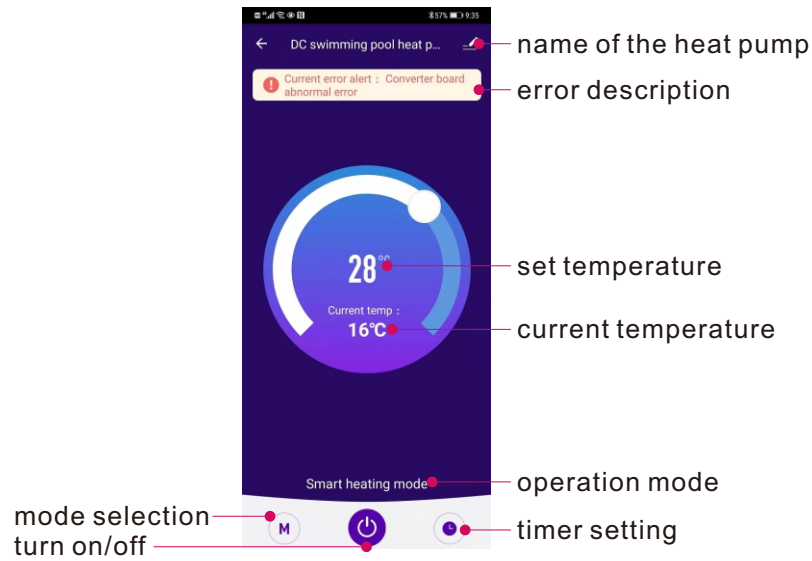 57% 9:35
DC swimming pool heat p...
name of the heat pump
Current error alert : Converter board
abnormal error
error description
28°C
set temperature
Current temp :
16℃
current temperature
Smart heating mode
operation mode
mode selection
M
timer setting
turn on/off